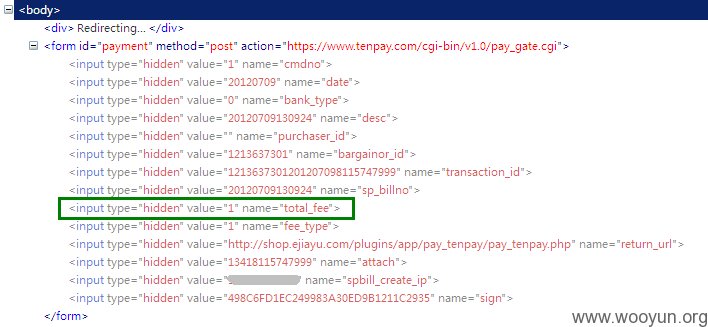 <body>
<div> Redirecting... </div>
<form id="payment" method="post" action="https://www.tenpay.com/cgi-bin/v1.0/pay_gate.cgi">
<input type="hidden" value="1" name="cmdno">
<input type="hidden" value="20120709" name="date">
<input type="hidden" value="0" name="bank_type">
<input type="hidden" value="20120709130924" name="desc">
<input type="hidden" value="" name="purchaser_id">
<input type="hidden" value="1213637301" name="bargainor_id">
<input type="hidden" value="1213637301201207098115747999" name="transaction_id">
<input type="hidden" value="20120709130924" name="sp_billno">
<input type="hidden" value="1" name="total_fee">
<input type="hidden" value="1" name="fee_type">
<input type="hidden" value="http://shop.ejiayu.com/plugins/app/pay_tenpay/pay_tenpay.php" name="return_url">
<input type="hidden" value="13418115747999" name="attach">
<input type="hidden" value=" " name="spbill_create_ip">
<input type="hidden" value="498C6FD1EC249983A30ED9B1211C2935" name="sign">
</form>
www.wooyun.org